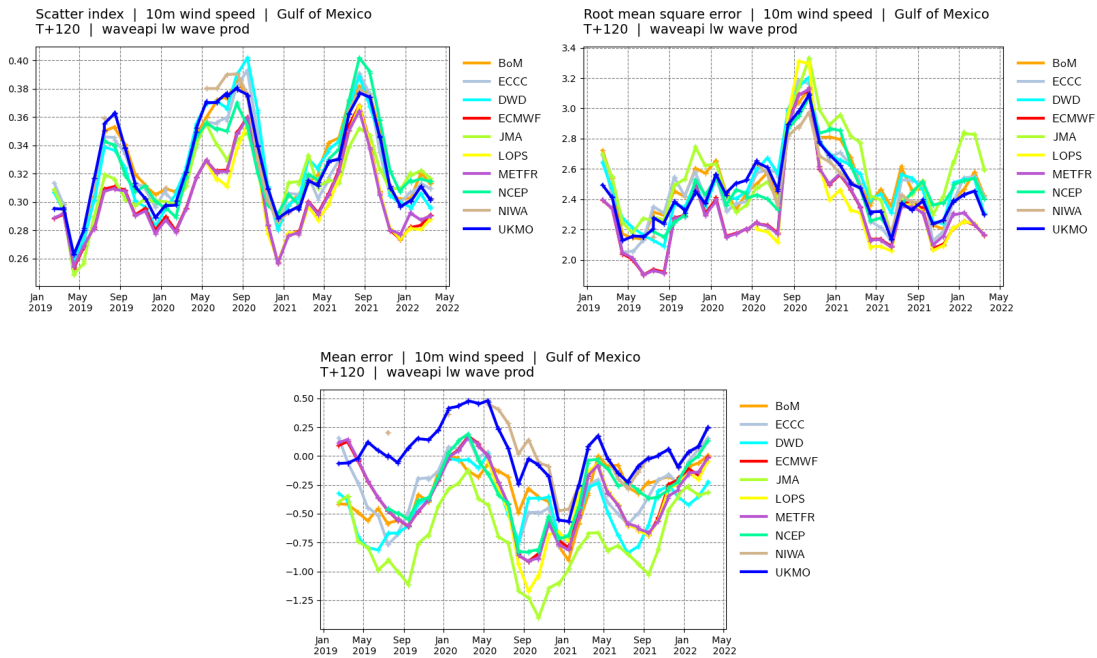 Scatter index | 10m wind speed | Gulf of Mexico
T+120 | waveapi lw wave prod
0.40
0.38
0.36
0.34
0.32
0.30
0.28
0.26
Jan May Sep Jan May Sep Jan May Sep Jan May
2019 2019 2019 2020 2020 2020 2021 2021 2021 2022 2022
BoM
ECCC
DWD
ECMWF
JMA
LOPS
METFR
NCEP
NIWA
UKMO
Root mean square error | 10m wind speed | Gulf of Mexico
T+120 | waveapi lw wave prod
3.4
3.2
3.0
2.8
2.6
2.4
2.2
2.0
Jan May Sep Jan May Sep Jan May Sep Jan May
2019 2019 2019 2020 2020 2020 2021 2021 2021 2022 2022
BoM
ECCC
DWD
ECMWF
JMA
LOPS
METFR
NCEP
NIWA
UKMO
Mean error | 10m wind speed | Gulf of Mexico
T+120 | waveapi lw wave prod
0.50
0.25
0.00
−0.25
−0.50
−0.75
−1.00
−1.25
Jan May Sep Jan May Sep Jan May Sep Jan May
2019 2019 2019 2020 2020 2020 2021 2021 2021 2022 2022
BoM
ECCC
DWD
ECMWF
JMA
LOPS
METFR
NCEP
NIWA
UKMO